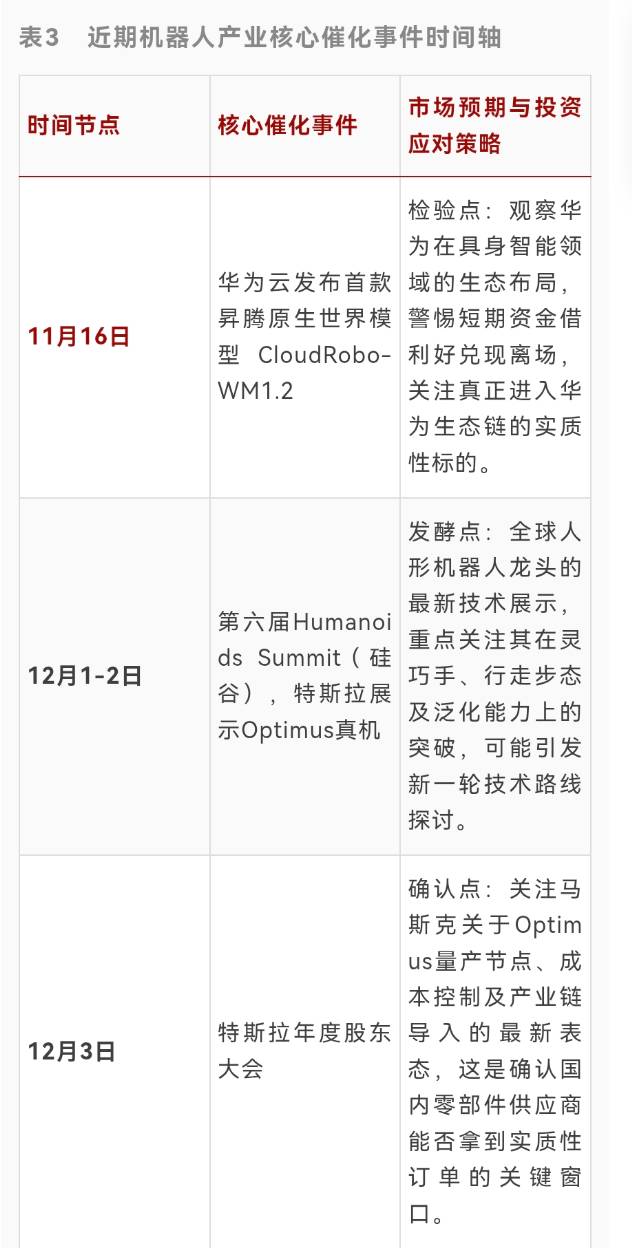 表3 近期机器人产业核心催化事件时间轴
时间节点
核心催化事件
市场预期与投资
应对策略
11月16日
华为云发布首款
昇腾原生世界模
型 CloudRobo-
WM1.2
检验点：观察华
为在具身智能领
域的生态布局，
警惕短期资金借
利好兑现离场，
关注真正进入华
为生态链的实质
性标的。
12月1-2日
第六届Humanoi
ds Summit（硅
谷），特斯拉展
示Optimus真机
发酵点：全球人
形机器人龙头的
最新技术展示，
重点关注其在灵
巧手、行走步态
及泛化能力上的
突破，可能引发
新一轮技术路线
探讨。
12月3日
特斯拉年度股东
大会
确认点：关注马
斯克关于Optim
us量产节点、成
本控制及产业链
导入的最新表
态，这是确认国
内零部件供应商
能否拿到实质性
订单的关键窗
口。